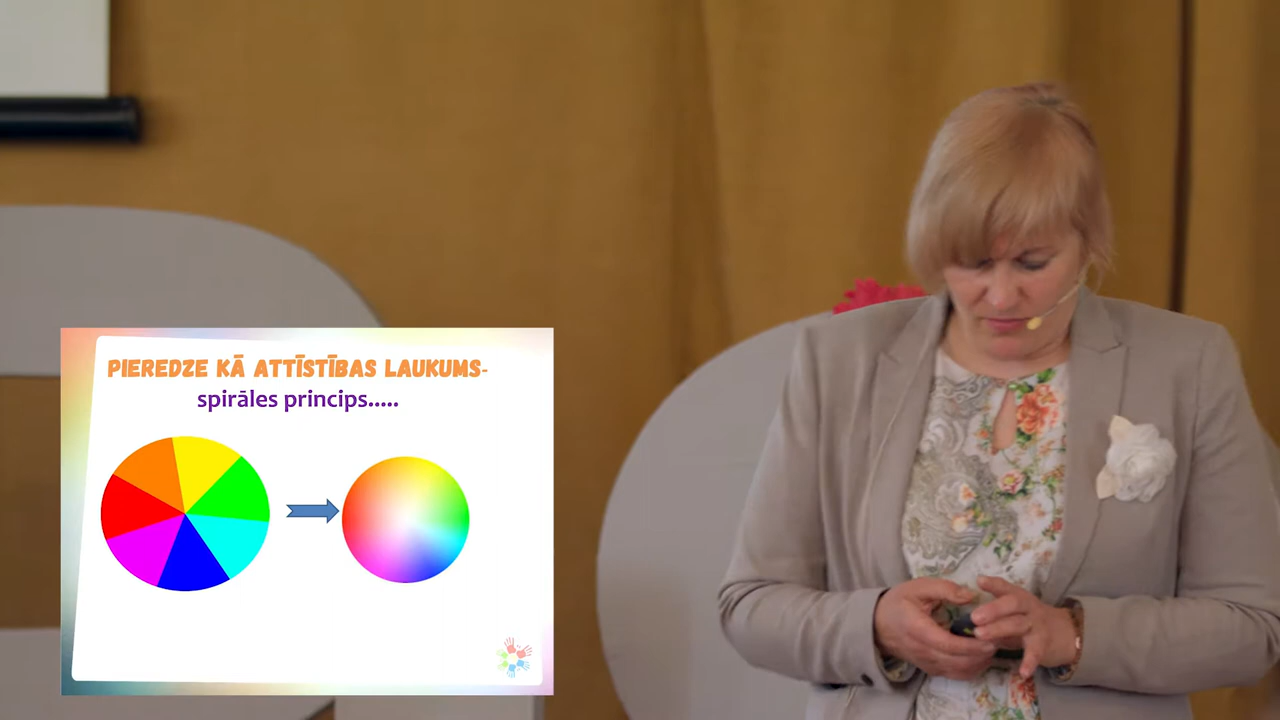 PIEREDZE KĀ ATTĪSTĪBAS LAUKUMS-
spirāles princips.....